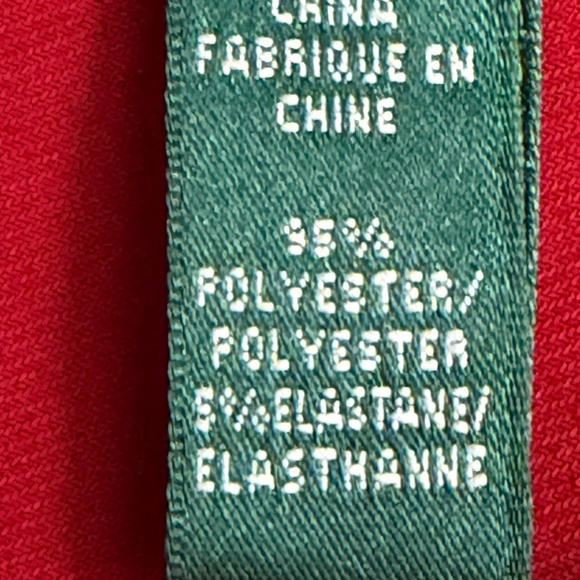 CHINA
FABRIQUE EN
CHINE
95%
POLYESTER/
POLYESTER
5%ELASTANE/
ELASTHANNE